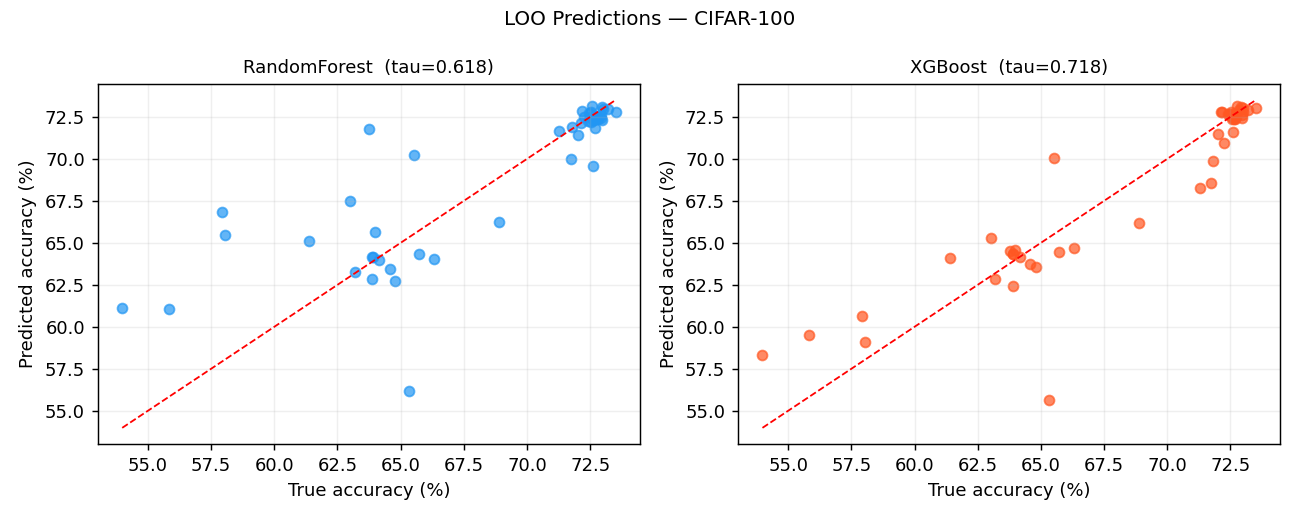 LOO Predictions — CIFAR-100
RandomForest (tau=0.618)
72.5
70.0
67.5
65.0
62.5
60.0
57.5
55.0
Predicted accuracy (%)
55.0 57.5 60.0 62.5 65.0 67.5 70.0 72.5
True accuracy (%)
XGBoost (tau=0.718)
72.5
70.0
67.5
65.0
62.5
60.0
57.5
55.0
Predicted accuracy (%)
55.0 57.5 60.0 62.5 65.0 67.5 70.0 72.5
True accuracy (%)